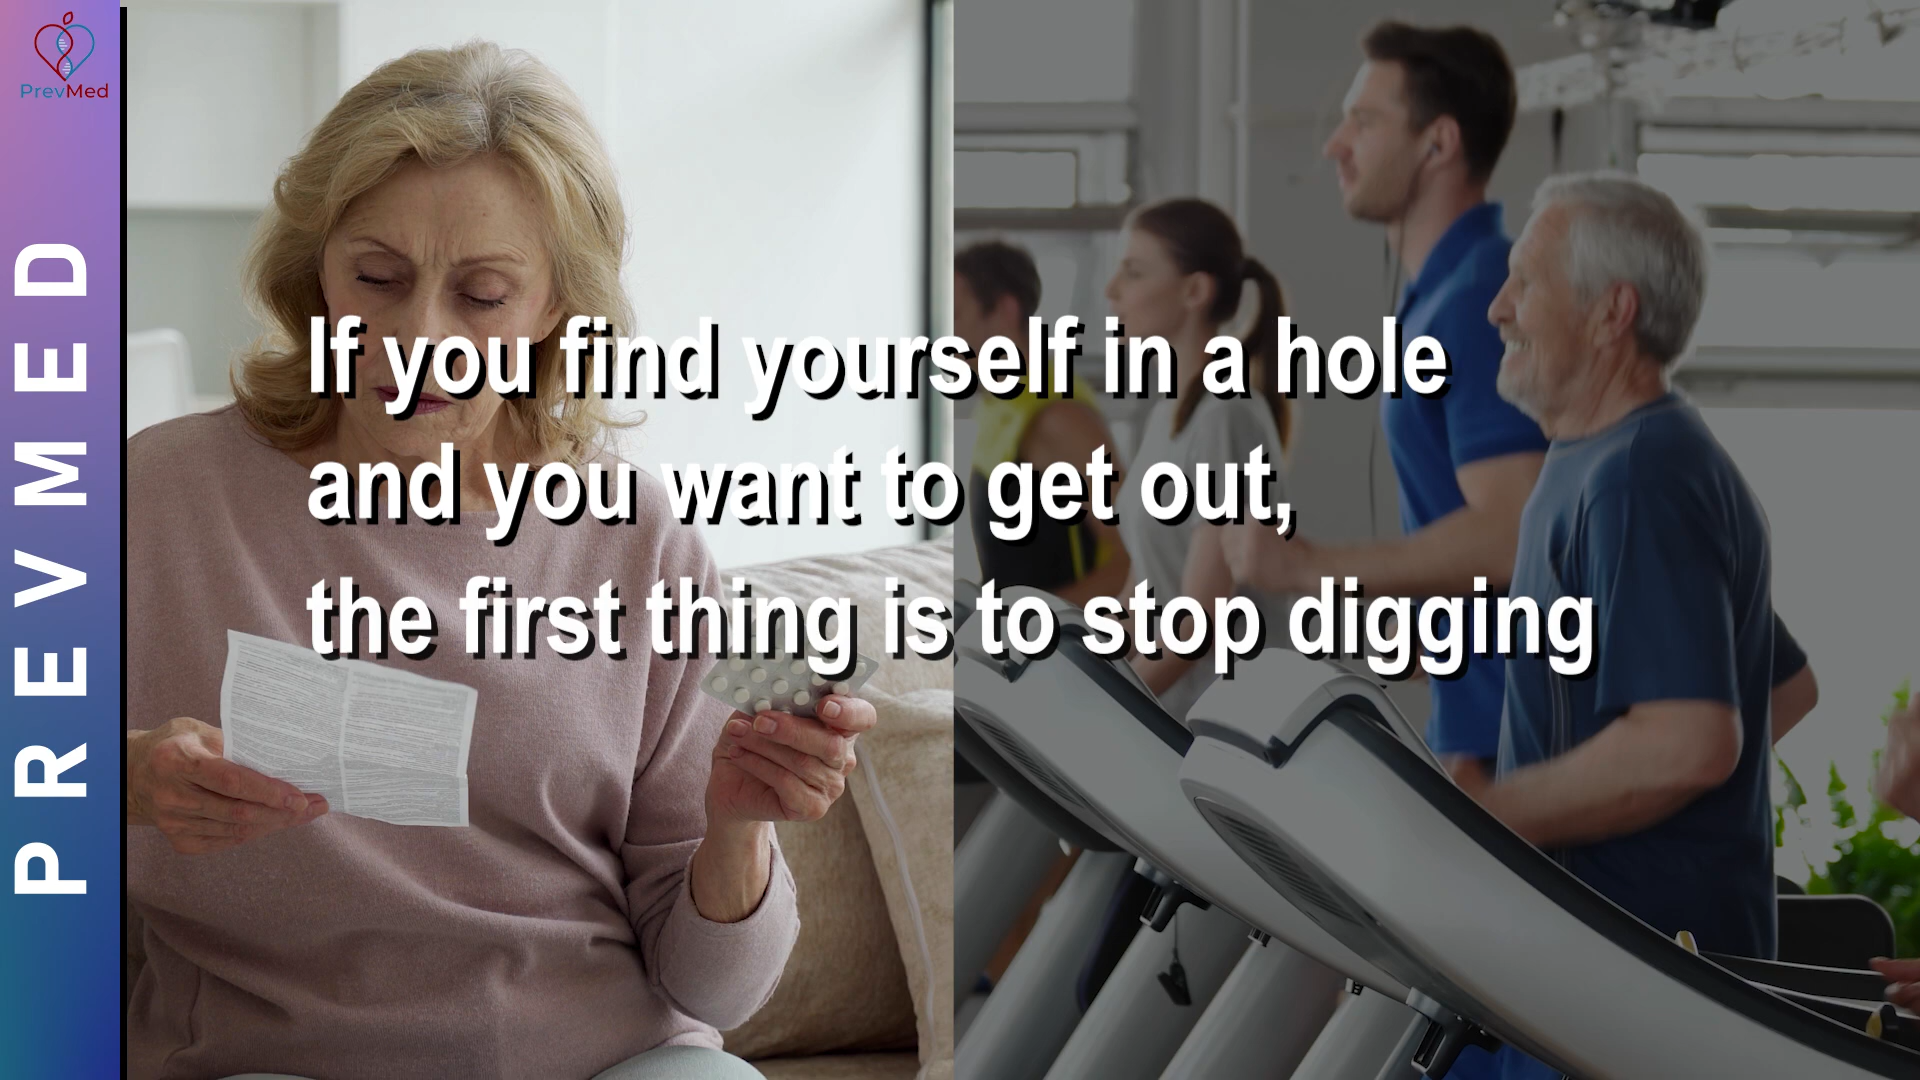 PrevMed
PREVMED
If you find yourself in a hole
and you want to get out,
the first thing is to stop digging